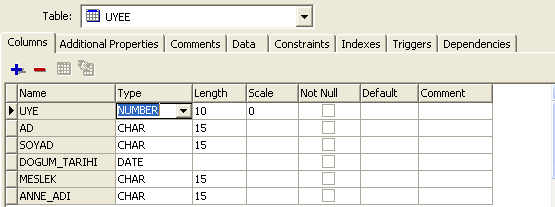 Table: UYEE
Columns Additional Properties Comments Data Constraints Indexes Triggers Dependencies
Name Type Length Scale Not Null Default Comment
UYE NUMBER 10 0
AD CHAR 15
SOYAD CHAR 15
DOGUM_TARIHI DATE
MESLEK CHAR 15
ANNE_ADI CHAR 15